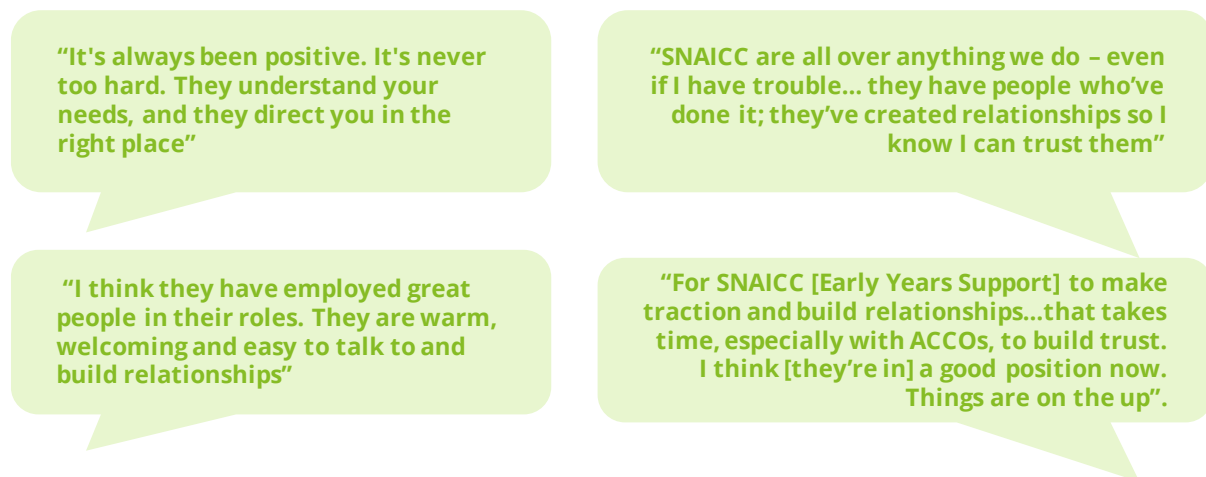 “It's always been positive. It's never
too hard. They understand your
needs, and they direct you in the
right place”
“SNAICC are all over anything we do – even
if I have trouble… they have people who’ve
done it; they’ve created relationships so I
know I can trust them”
“I think they have employed great
people in their roles. They are warm,
welcoming and easy to talk to and
build relationships”
“For SNAICC [Early Years Support] to make
traction and build relationships…that takes
time, especially with ACCOs, to build trust.
I think [they’re in] a good position now.
Things are on the up”.